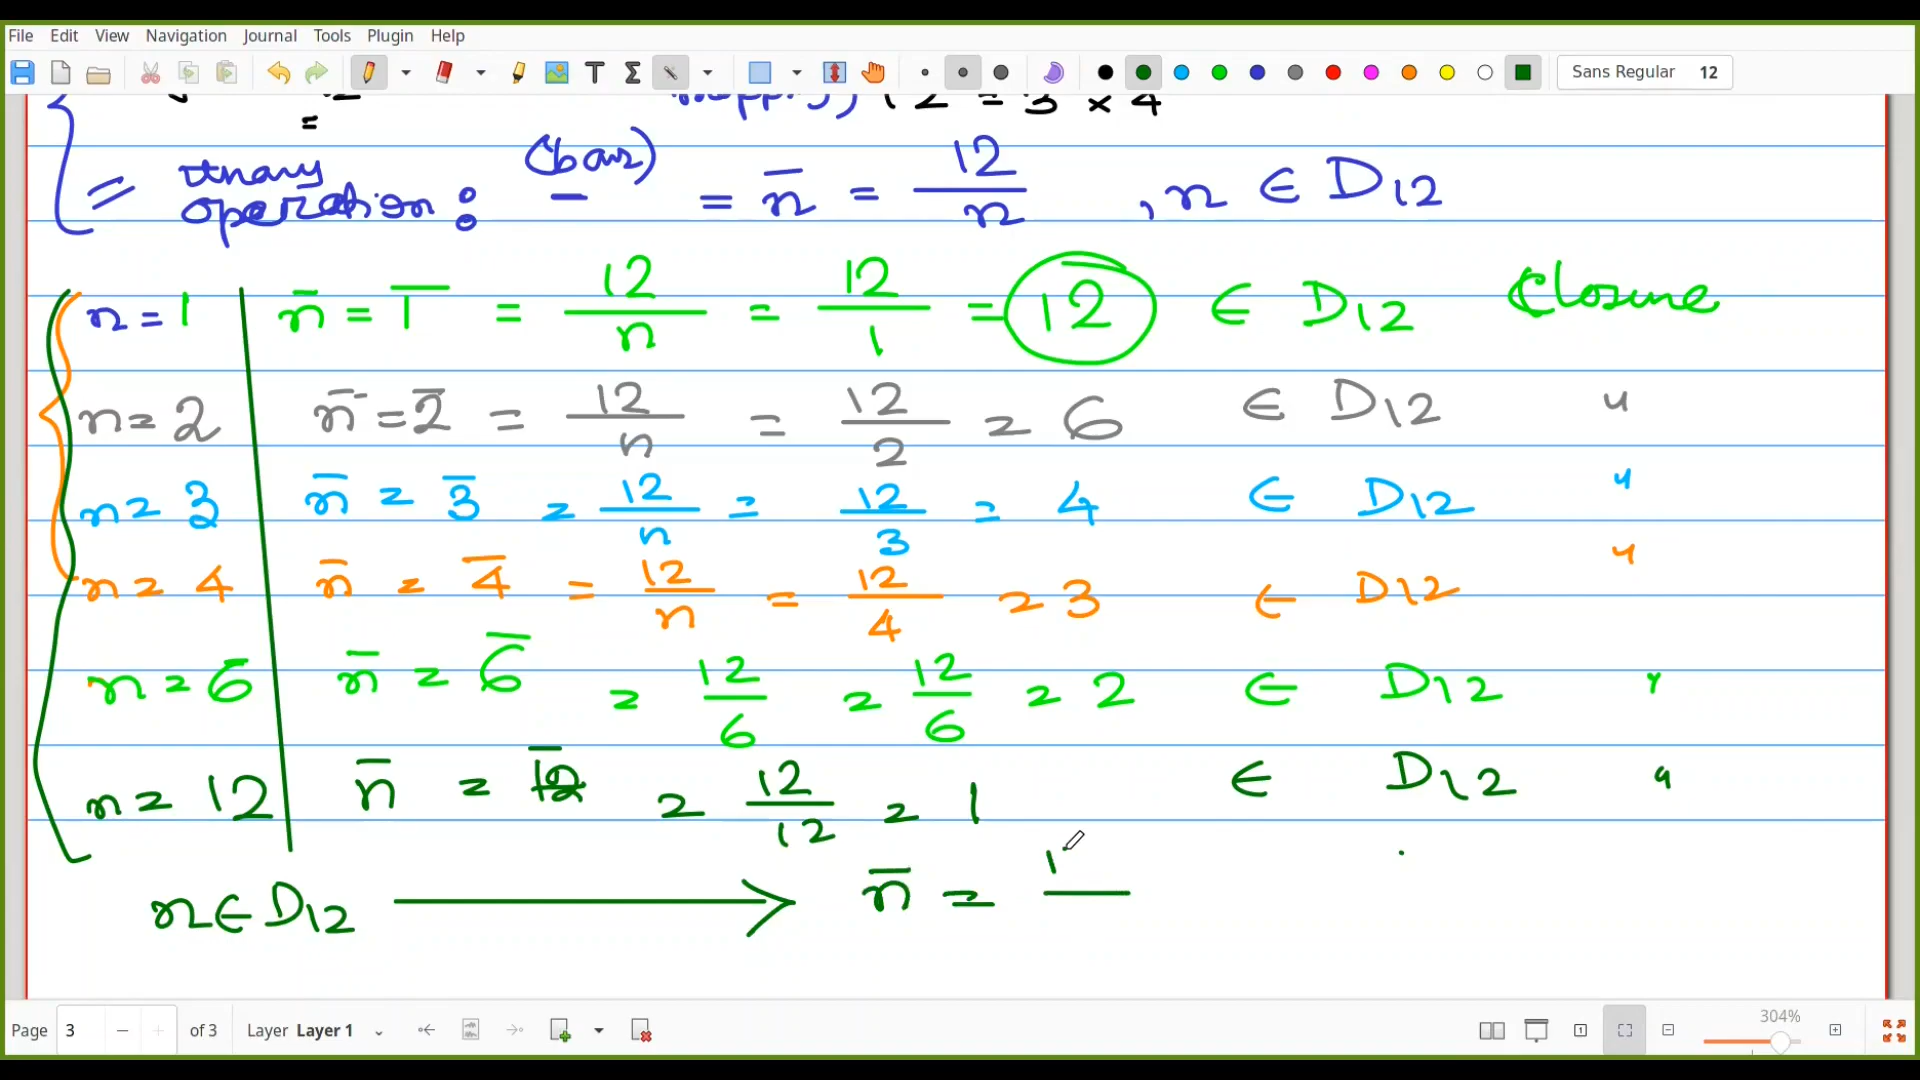 File Edit View Navigation Journal Tools Plugin Help
Sans Regular 12
12 = 3 x 4
=
= Unary operation : (bar) — = n̅ = 12/n , n ∈ D12
n = 1 n̅ = 1̅ = 12/n = 12/1 = 12 ∈ D12 Closure
n = 2 n̅ = 2̅ = 12/n = 12/2 = 6 ∈ D12 "
n = 3 n̅ = 3̅ = 12/n = 12/3 = 4 ∈ D12 "
n = 4 n̅ = 4̅ = 12/n = 12/4 = 3 ∈ D12 "
n = 6 n̅ = 6̅ = 12/6 = 12/6 = 2 ∈ D12 "
n = 12 n̅ = 1̅2̅ = 12/12 = 1 ∈ D12 "
n ∈ D12 ⟶ n̅ = 1
Page 3 of 3 Layer Layer 1 304%